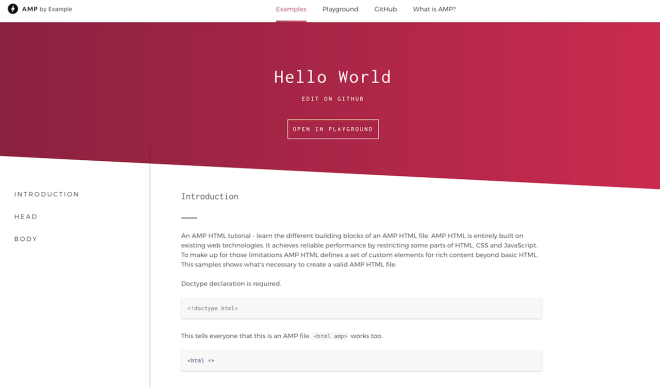 AMP by Example
Examples
Playground
GitHub
What is AMP?
Hello World
EDIT ON GITHUB
OPEN IN PLAYGROUND
INTRODUCTION
HEAD
BODY
Introduction
An AMP HTML tutorial - learn the different building blocks of an AMP HTML file. AMP HTML is entirely built on
existing web technologies. It achieves reliable performance by restricting some parts of HTML, CSS and JavaScript.
To make up for those limitations AMP HTML defines a set of custom elements for rich content beyond basic HTML.
This samples shows what's necessary to create a valid AMP HTML file.
Doctype declaration is required.
<!doctype html>
This tells everyone that this is an AMP file. <html amp> works too.
<html ⚡>